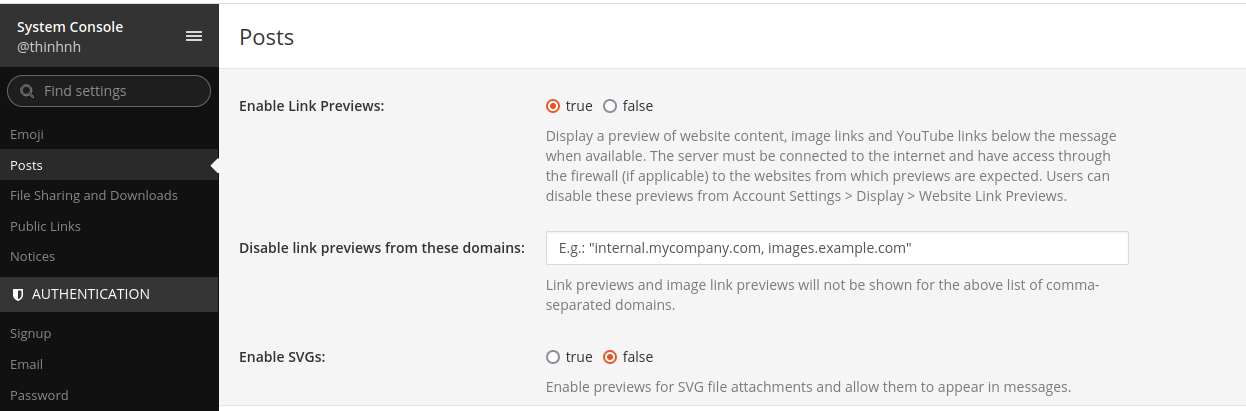 System Console
@thinhnh
Find settings
Emoji
Posts
File Sharing and Downloads
Public Links
Notices
AUTHENTICATION
Signup
Email
Password
Posts
Enable Link Previews:
true false
Display a preview of website content, image links and YouTube links below the message
when available. The server must be connected to the internet and have access through
the firewall (if applicable) to the websites from which previews are expected. Users can
disable these previews from Account Settings > Display > Website Link Previews.
Disable link previews from these domains:
E.g.: "internal.mycompany.com, images.example.com"
Link previews and image link previews will not be shown for the above list of comma-
separated domains.
Enable SVGs:
true false
Enable previews for SVG file attachments and allow them to appear in messages.